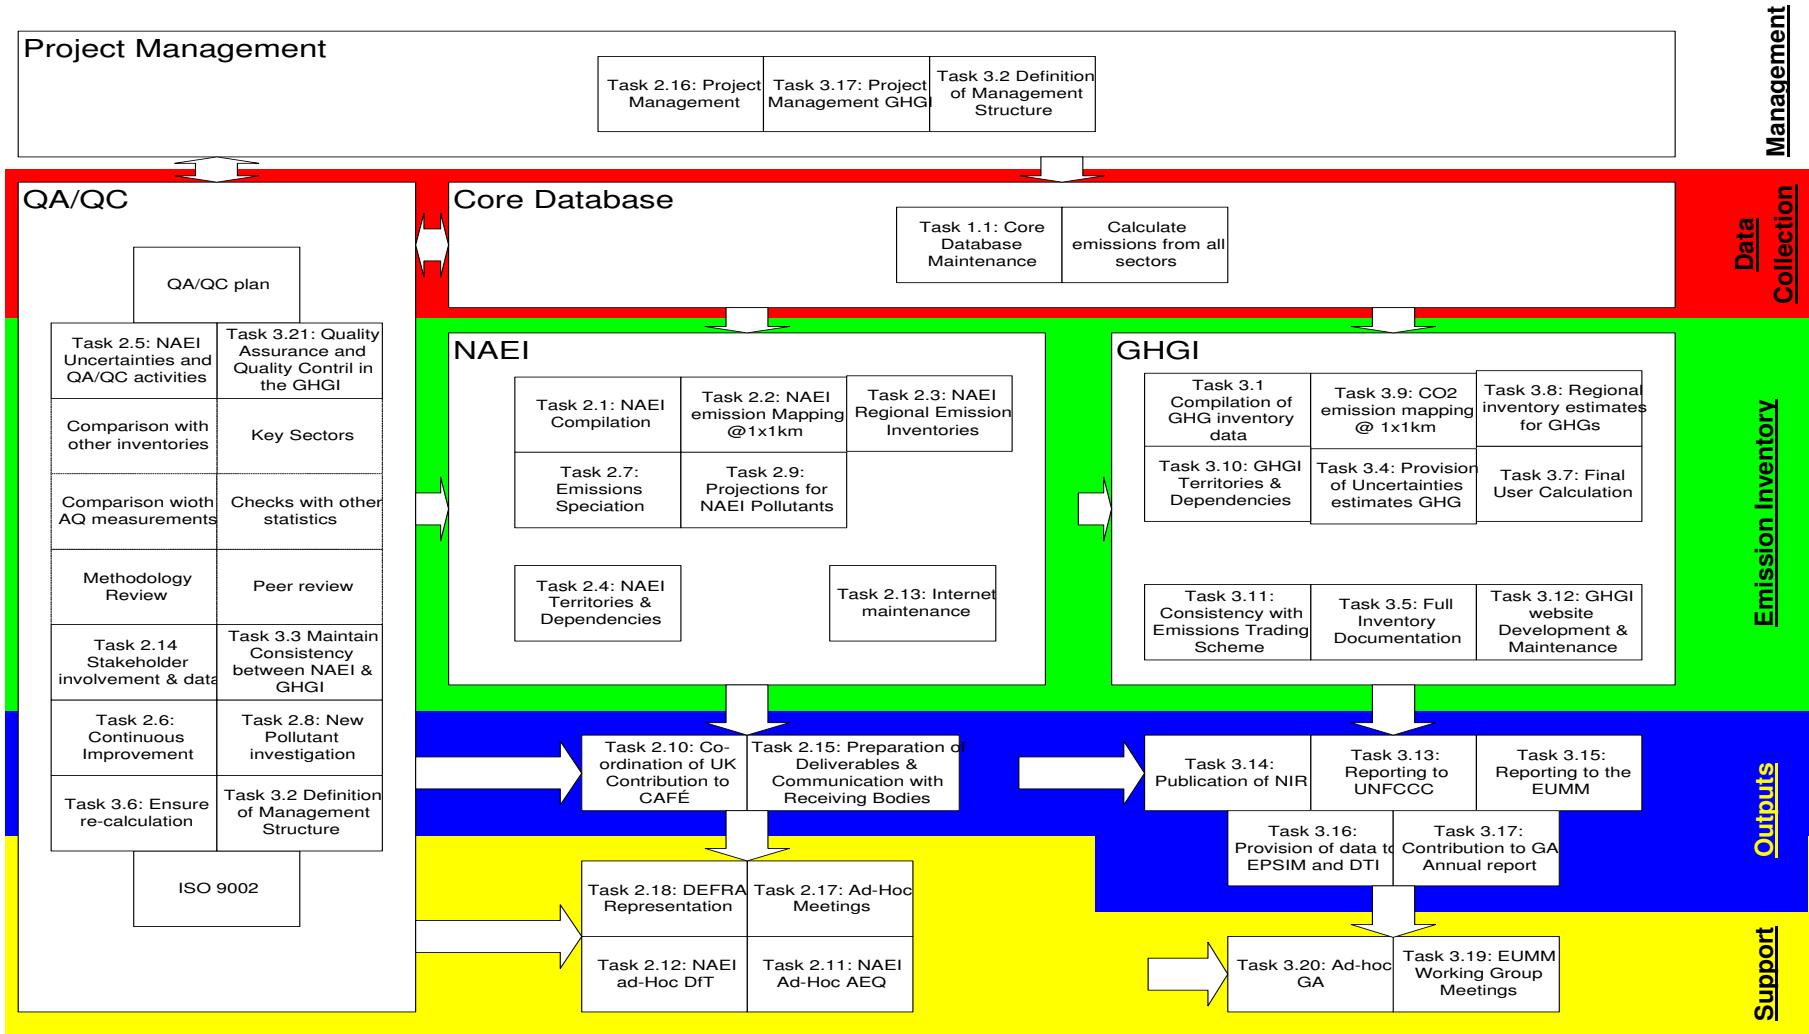 Project Management
Task 2.16: Project
Management
Task 3.17: Project
Management GHGI
Task 3.2 Definition
of Management
Structure
Management
QA/QC
QA/QC plan
Task 2.5: NAEI
Uncertainties and
QA/QC activities
Task 3.21: Quality
Assurance and
Quality Contril in
the GHGI
Comparison with
other inventories
Key Sectors
Comparison wioth
AQ measurements
Checks with other
statistics
Methodology
Review
Peer review
Task 2.14
Stakeholder
involvement & data
Task 3.3 Maintain
Consistency
between NAEI &
GHGI
Task 2.6:
Continuous
Improvement
Task 2.8: New
Pollutant
investigation
Task 3.6: Ensure
re-calculation
Task 3.2 Definition
of Management
Structure
ISO 9002
Core Database
Task 1.1: Core
Database
Maintenance
Calculate
emissions from all
sectors
Data
Collection
NAEI
Task 2.1: NAEI
Compilation
Task 2.2: NAEI
emission Mapping
@1x1km
Task 2.3: NAEI
Regional Emission
Inventories
Task 2.7:
Emissions
Speciation
Task 2.9:
Projections for
NAEI Pollutants
Task 2.4: NAEI
Territories &
Dependencies
Task 2.13: Internet
maintenance
GHGI
Task 3.1
Compilation of
GHG inventory
data
Task 3.9: CO2
emission mapping
@ 1x1km
Task 3.8: Regional
inventory estimates
for GHGs
Task 3.10: GHGI
Territories &
Dependencies
Task 3.4: Provision
of Uncertainties
estimates GHG
Task 3.7: Final
User Calculation
Task 3.11:
Consistency with
Emissions Trading
Scheme
Task 3.5: Full
Inventory
Documentation
Task 3.12: GHGI
website
Development &
Maintenance
Emission Inventory
Task 2.10: Co-
ordination of UK
Contribution to
CAFÉ
Task 2.15: Preparation of
Deliverables &
Communication with
Receiving Bodies
Task 3.14:
Publication of NIR
Task 3.13:
Reporting to
UNFCCC
Task 3.15:
Reporting to the
EUMM
Task 3.16:
Provision of data to
EPSIM and DTI
Task 3.17:
Contribution to GA
Annual report
Outputs
Task 2.18: DEFRA
Representation
Task 2.17: Ad-Hoc
Meetings
Task 2.12: NAEI
ad-Hoc DfT
Task 2.11: NAEI
Ad-Hoc AEQ
Task 3.20: Ad-hoc
GA
Task 3.19: EUMM
Working Group
Meetings
Support